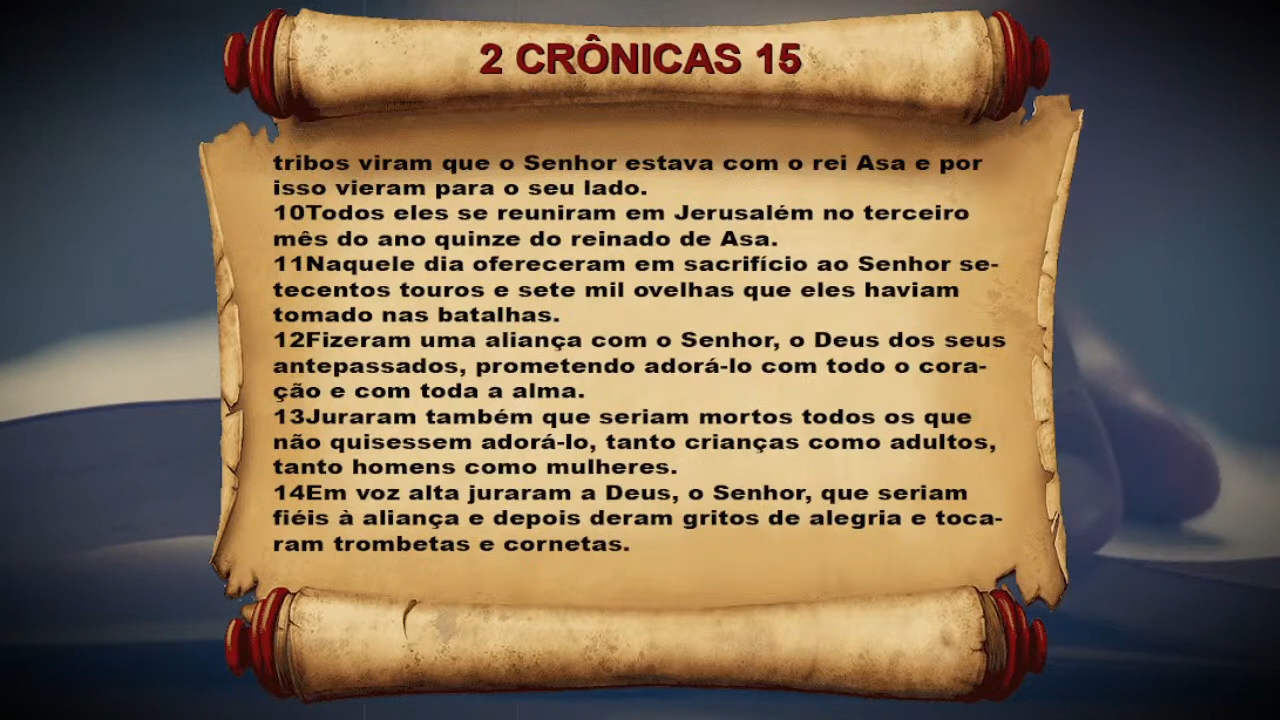 2 CRÔNICAS 15
tribos viram que o Senhor estava com o rei Asa e por
isso vieram para o seu lado.
10Todos eles se reuniram em Jerusalém no terceiro
mês do ano quinze do reinado de Asa.
11Naquele dia ofereceram em sacrifício ao Senhor se-
tecentos touros e sete mil ovelhas que eles haviam
tomado nas batalhas.
12Fizeram uma aliança com o Senhor, o Deus dos seus
antepassados, prometendo adorá-lo com todo o cora-
ção e com toda a alma.
13Juraram também que seriam mortos todos os que
não quisessem adorá-lo, tanto crianças como adultos,
tanto homens como mulheres.
14Em voz alta juraram a Deus, o Senhor, que seriam
fiéis à aliança e depois deram gritos de alegria e toca-
ram trombetas e cornetas.